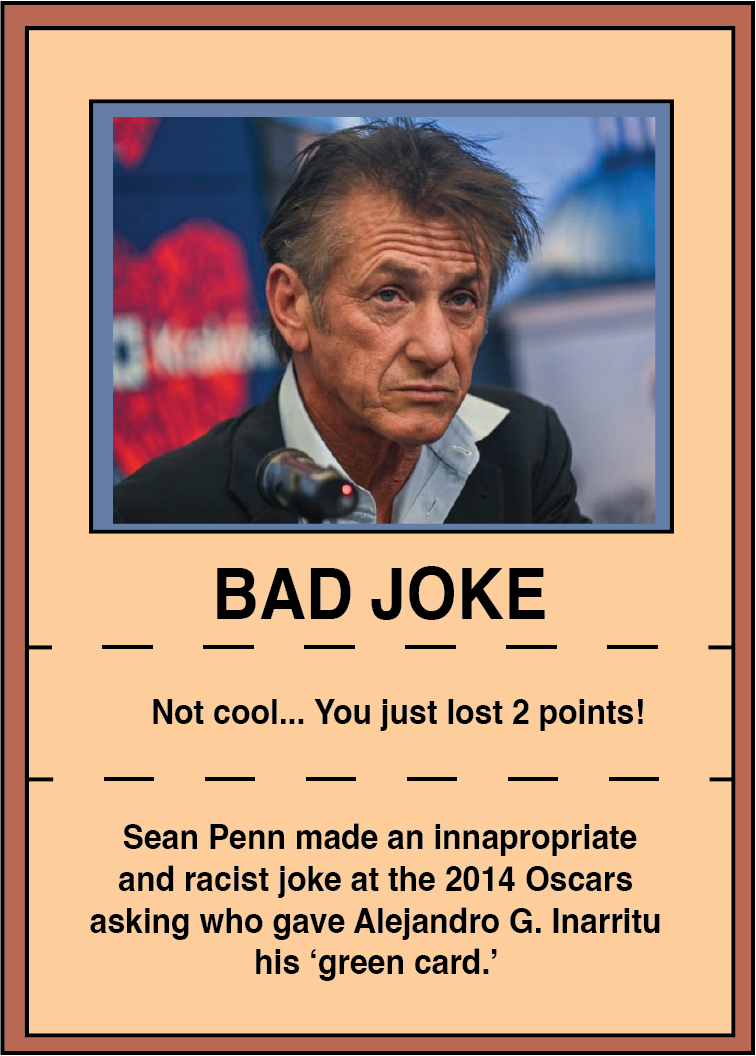 BAD JOKE
Not cool... You just lost 2 points!
Sean Penn made an innapropriate
and racist joke at the 2014 Oscars
asking who gave Alejandro G. Inarritu
his ‘green card.’